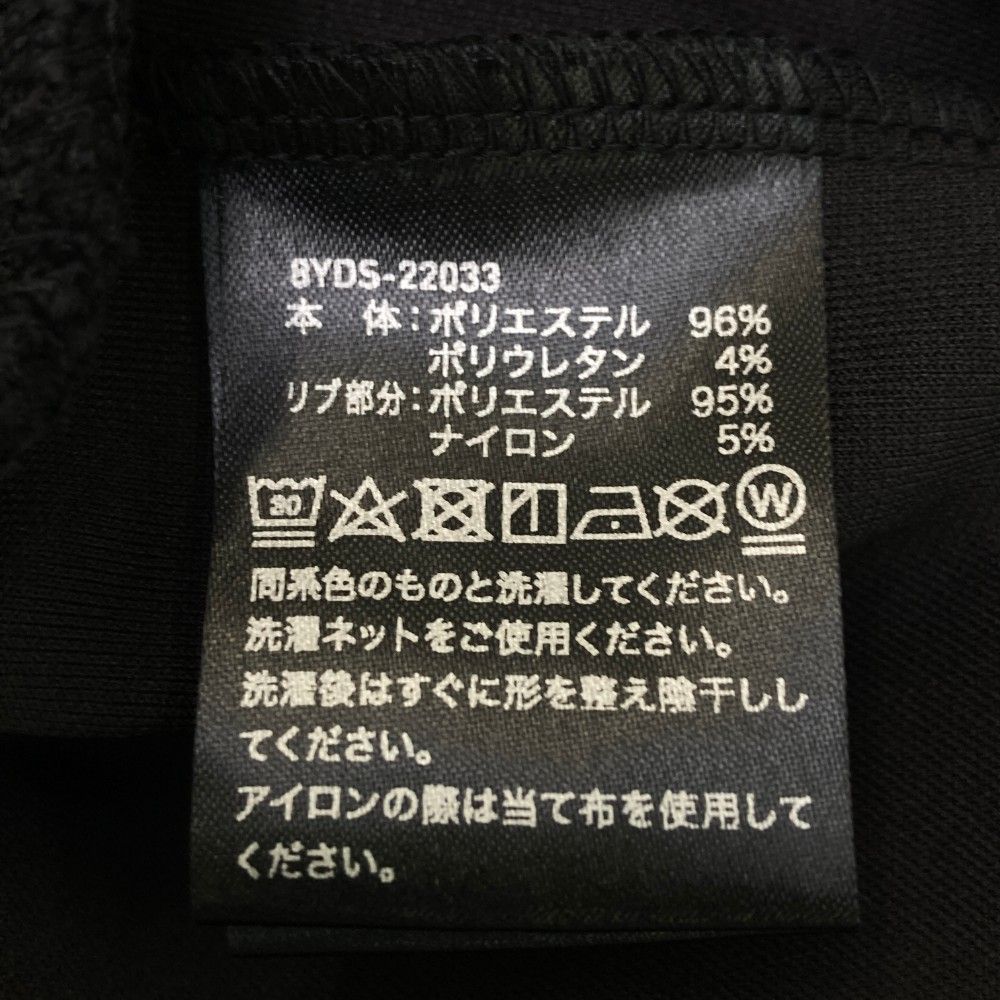 8YDS-22033
本　体：ポリエステル 96%
ポリウレタン 4%
リブ部分：ポリエステル 95%
ナイロン 5%
30 W
同系色のものと洗濯してください。
洗濯ネットをご使用ください。
洗濯後はすぐに形を整え陰干しし
てください。
アイロンの際は当て布を使用して
ください。